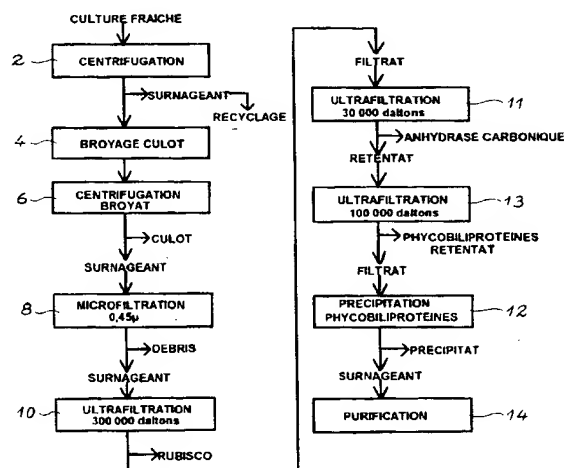 CULTURE FRAICHE
2
CENTRIFUGATION
SURNAGEANT
RECYCLAGE
4
BROYAGE CULOT
6
CENTRIFUGATION
BROYAT
CULOT
SURNAGEANT
8
MICROFILTRATION
0,45µ
DEBRIS
SURNAGEANT
10
ULTRAFILTRATION
300 000 daltons
RUBISCO
FILTRAT
ULTRAFILTRATION
30 000 daltons
11
ANHYDRASE CARBONIQUE
RETENTAT
ULTRAFILTRATION
100 000 daltons
13
PHYCOBILIPROTEINES
RETENTAT
FILTRAT
PRECIPITATION
PHYCOBILIPROTEINES
12
PRECIPITAT
SURNAGEANT
PURIFICATION
14